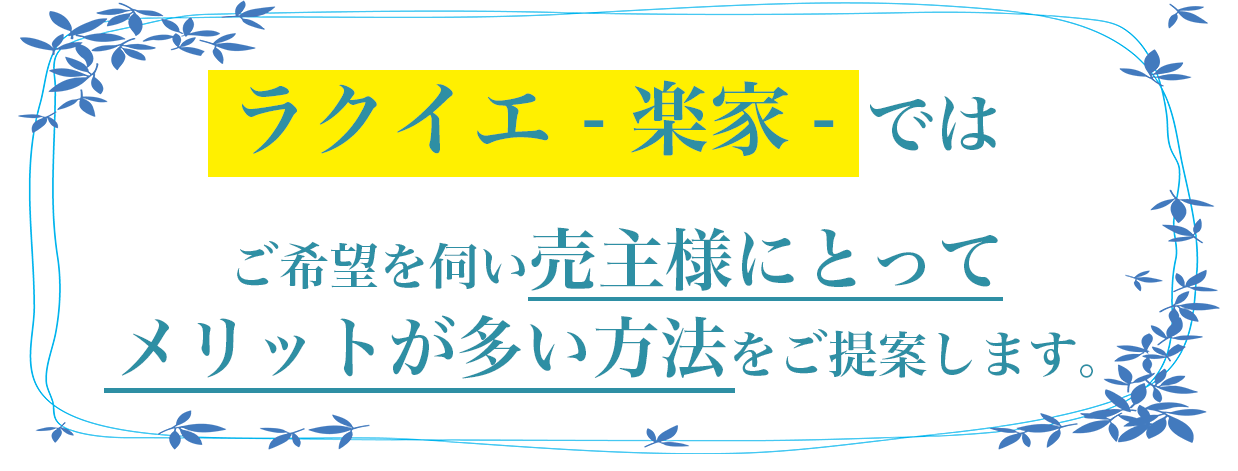 ラクイエ - 楽家 - では
ご希望を伺い売主様にとって
メリットが多い方法をご提案します。